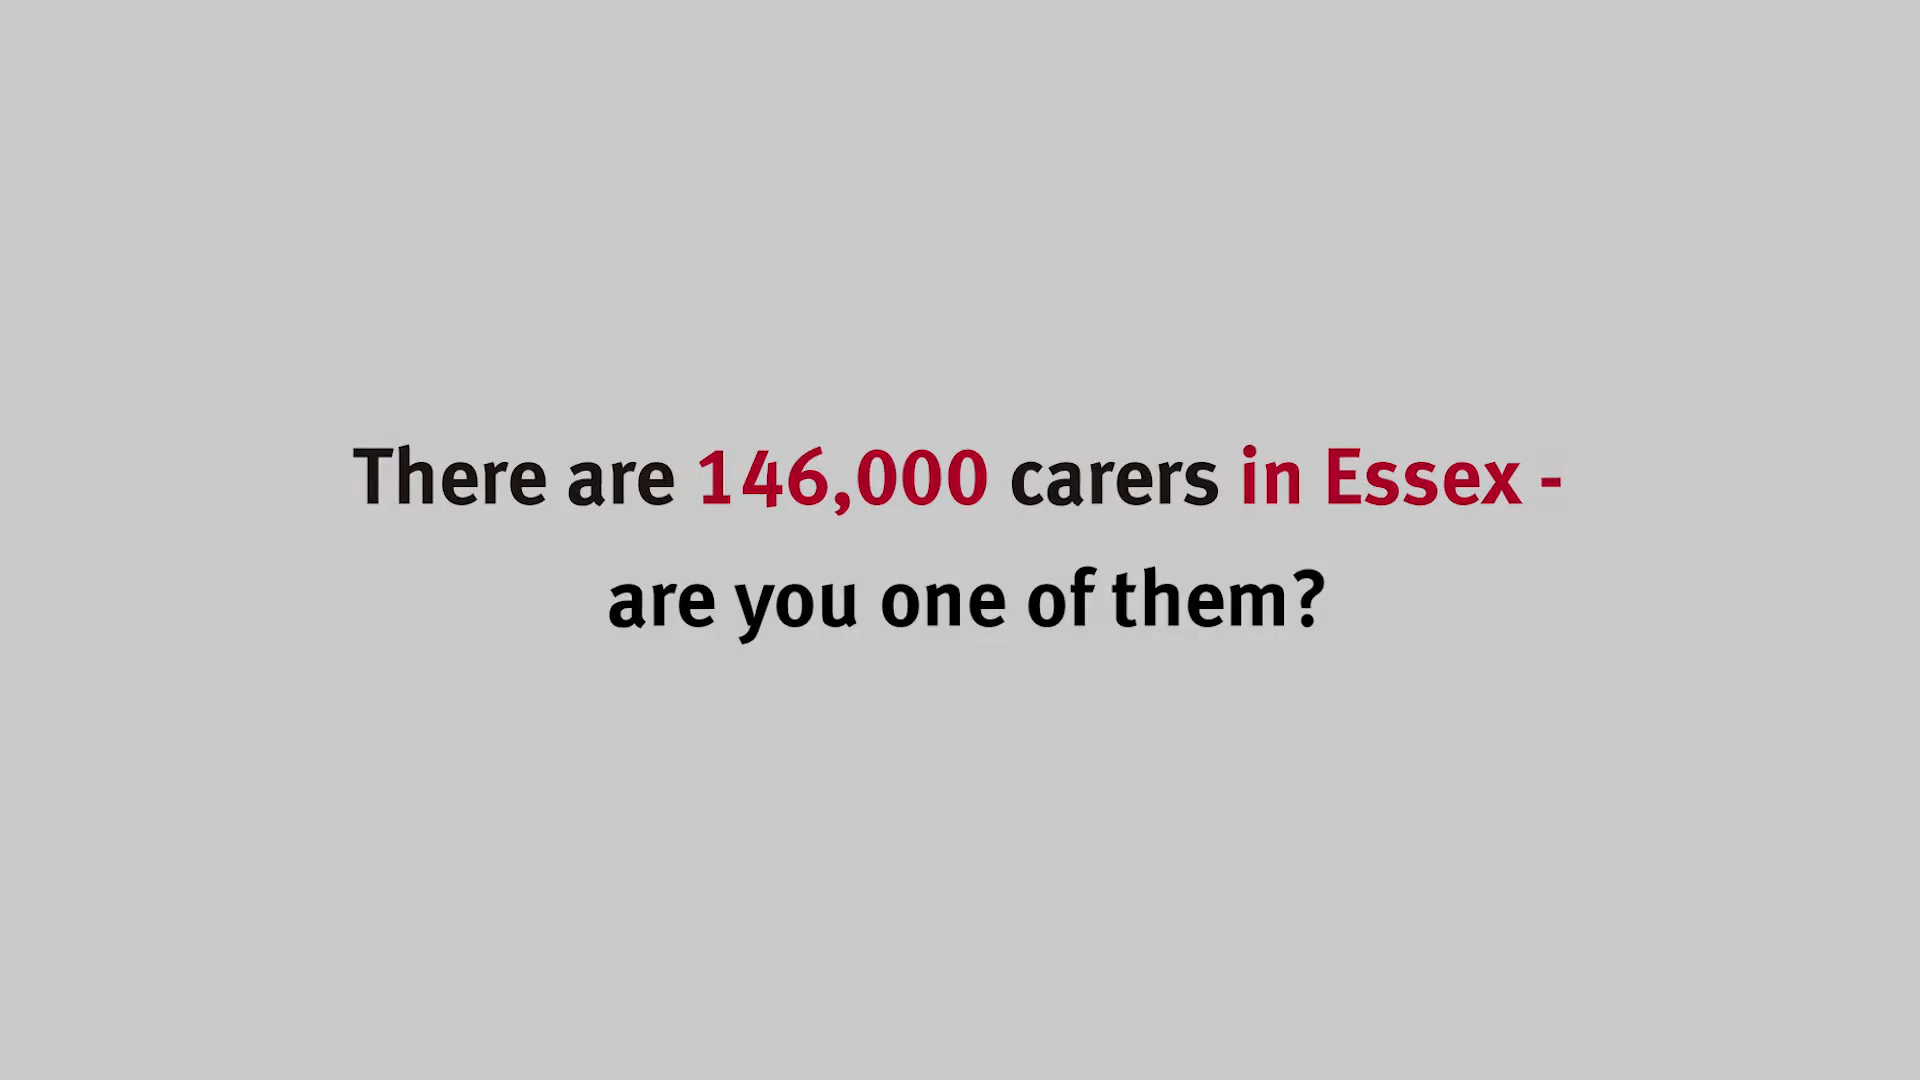 There are 146,000 carers in Essex -
are you one of them?